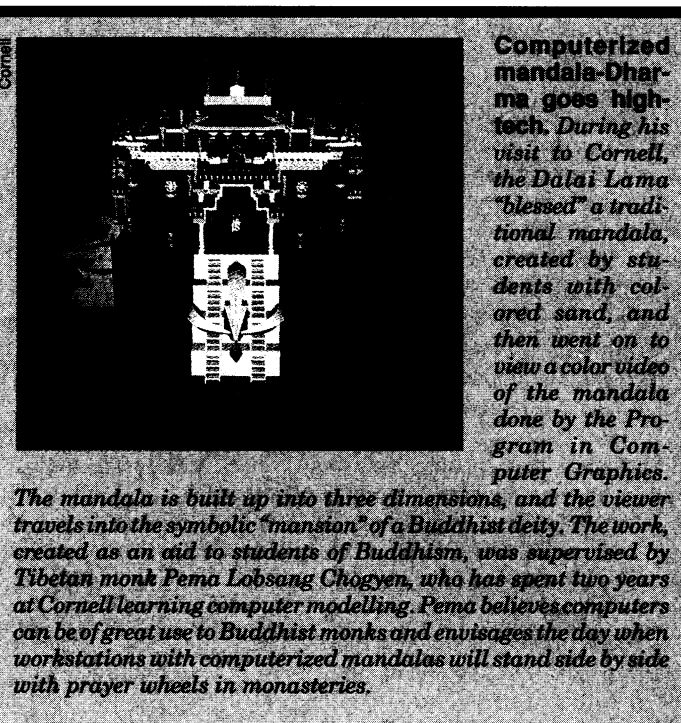 Cornell
Computerized
mandala-Dhar-
ma goes high-
tech. During his
visit to Cornell,
the Dalai Lama
"blessed" a tradi-
tional mandala,
created by stu-
dents with col-
ored sand, and
then went on to
view a color video
of the mandala
done by the Pro-
gram in Com-
puter Graphics.
The mandala is built up into three dimensions, and the viewer
travels into the symbolic "mansion" of a Buddhist deity. The work,
created as an aid to students of Buddhism, was supervised by
Tibetan monk Pema Lobsang Chogyen, who has spent two years
at Cornell learning computer modelling. Pema believes computers
can be of great use to Buddhist monks and envisages the day when
workstations with computerized mandalas will stand side by side
with prayer wheels in monasteries.